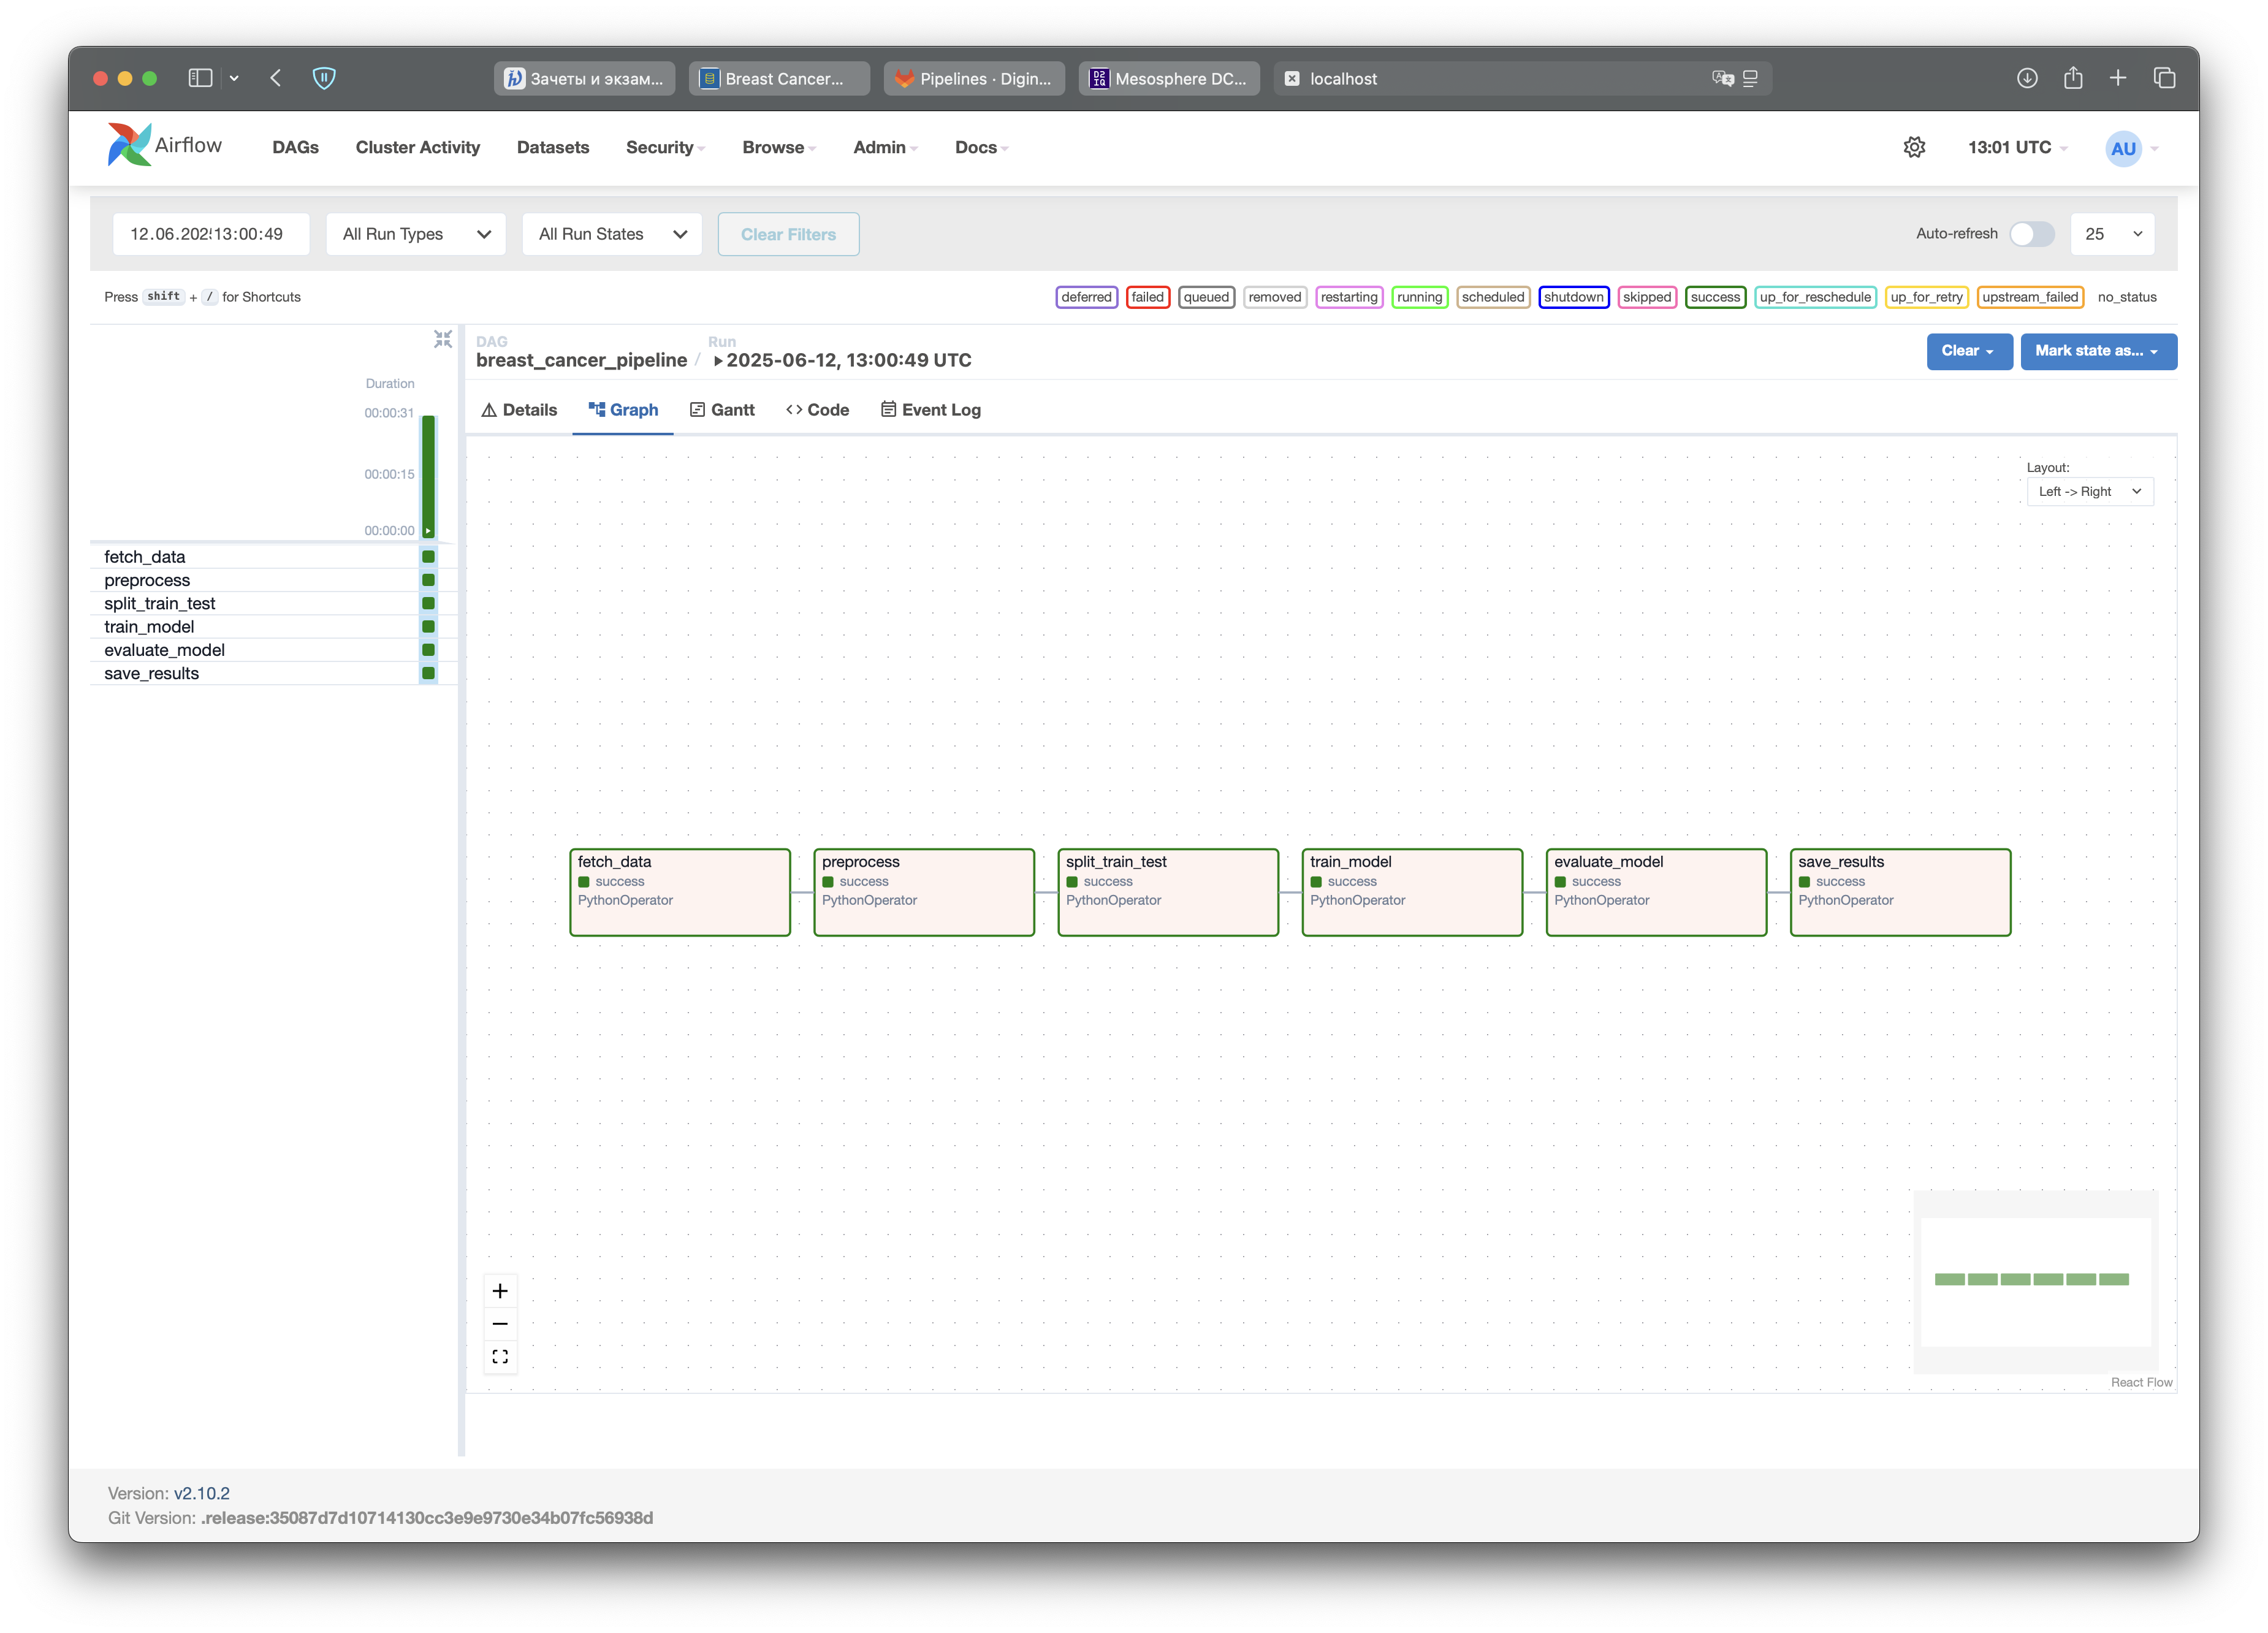 Зачеты и экзам...
Breast Cancer...
Pipelines · Digin...
D2 IQ
Mesosphere DC...
localhost
Airflow
DAGs
Cluster Activity
Datasets
Security
Browse
Admin
Docs
13:01 UTC
AU
12.06.202 13:00:49
All Run Types
All Run States
Clear Filters
Auto-refresh
25
Press shift + / for Shortcuts
deferred
failed
queued
removed
restarting
running
scheduled
shutdown
skipped
success
up_for_reschedule
up_for_retry
upstream_failed
no_status
DAG
breast_cancer_pipeline /
Run
2025-06-12, 13:00:49 UTC
Clear
Mark state as...
Duration
00:00:31
00:00:15
00:00:00
fetch_data
preprocess
split_train_test
train_model
evaluate_model
save_results
Details
Graph
Gantt
Code
Event Log
Layout:
Left -> Right
fetch_data
success
PythonOperator
preprocess
success
PythonOperator
split_train_test
success
PythonOperator
train_model
success
PythonOperator
evaluate_model
success
PythonOperator
save_results
success
PythonOperator
React Flow
Version: v2.10.2
Git Version: .release:35087d7d10714130cc3e9e9730e34b07fc56938d